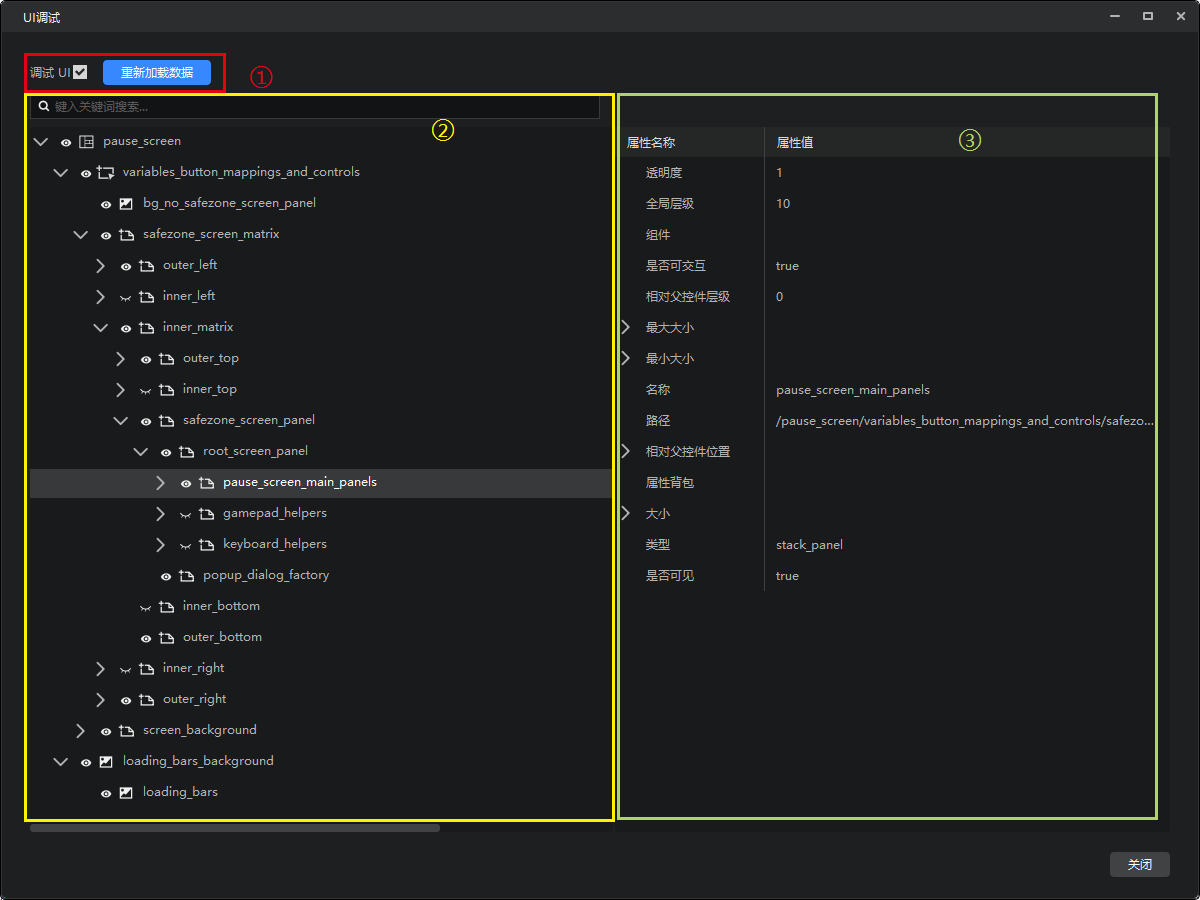 UI调试
调试 UI
重新加载数据
①
键入关键词搜索...
②
pause_screen
variables_button_mappings_and_controls
bg_no_safezone_screen_panel
safezone_screen_matrix
outer_left
inner_left
inner_matrix
outer_top
inner_top
safezone_screen_panel
root_screen_panel
pause_screen_main_panels
gamepad_helpers
keyboard_helpers
popup_dialog_factory
inner_bottom
outer_bottom
inner_right
outer_right
screen_background
loading_bars_background
loading_bars
③
属性名称 属性值
透明度 1
全局层级 10
组件
是否可交互 true
相对父控件层级 0
最大大小
最小大小
名称 pause_screen_main_panels
路径 /pause_screen/variables_button_mappings_and_controls/safezo...
相对父控件位置
属性背包
大小
类型 stack_panel
是否可见 true
关闭